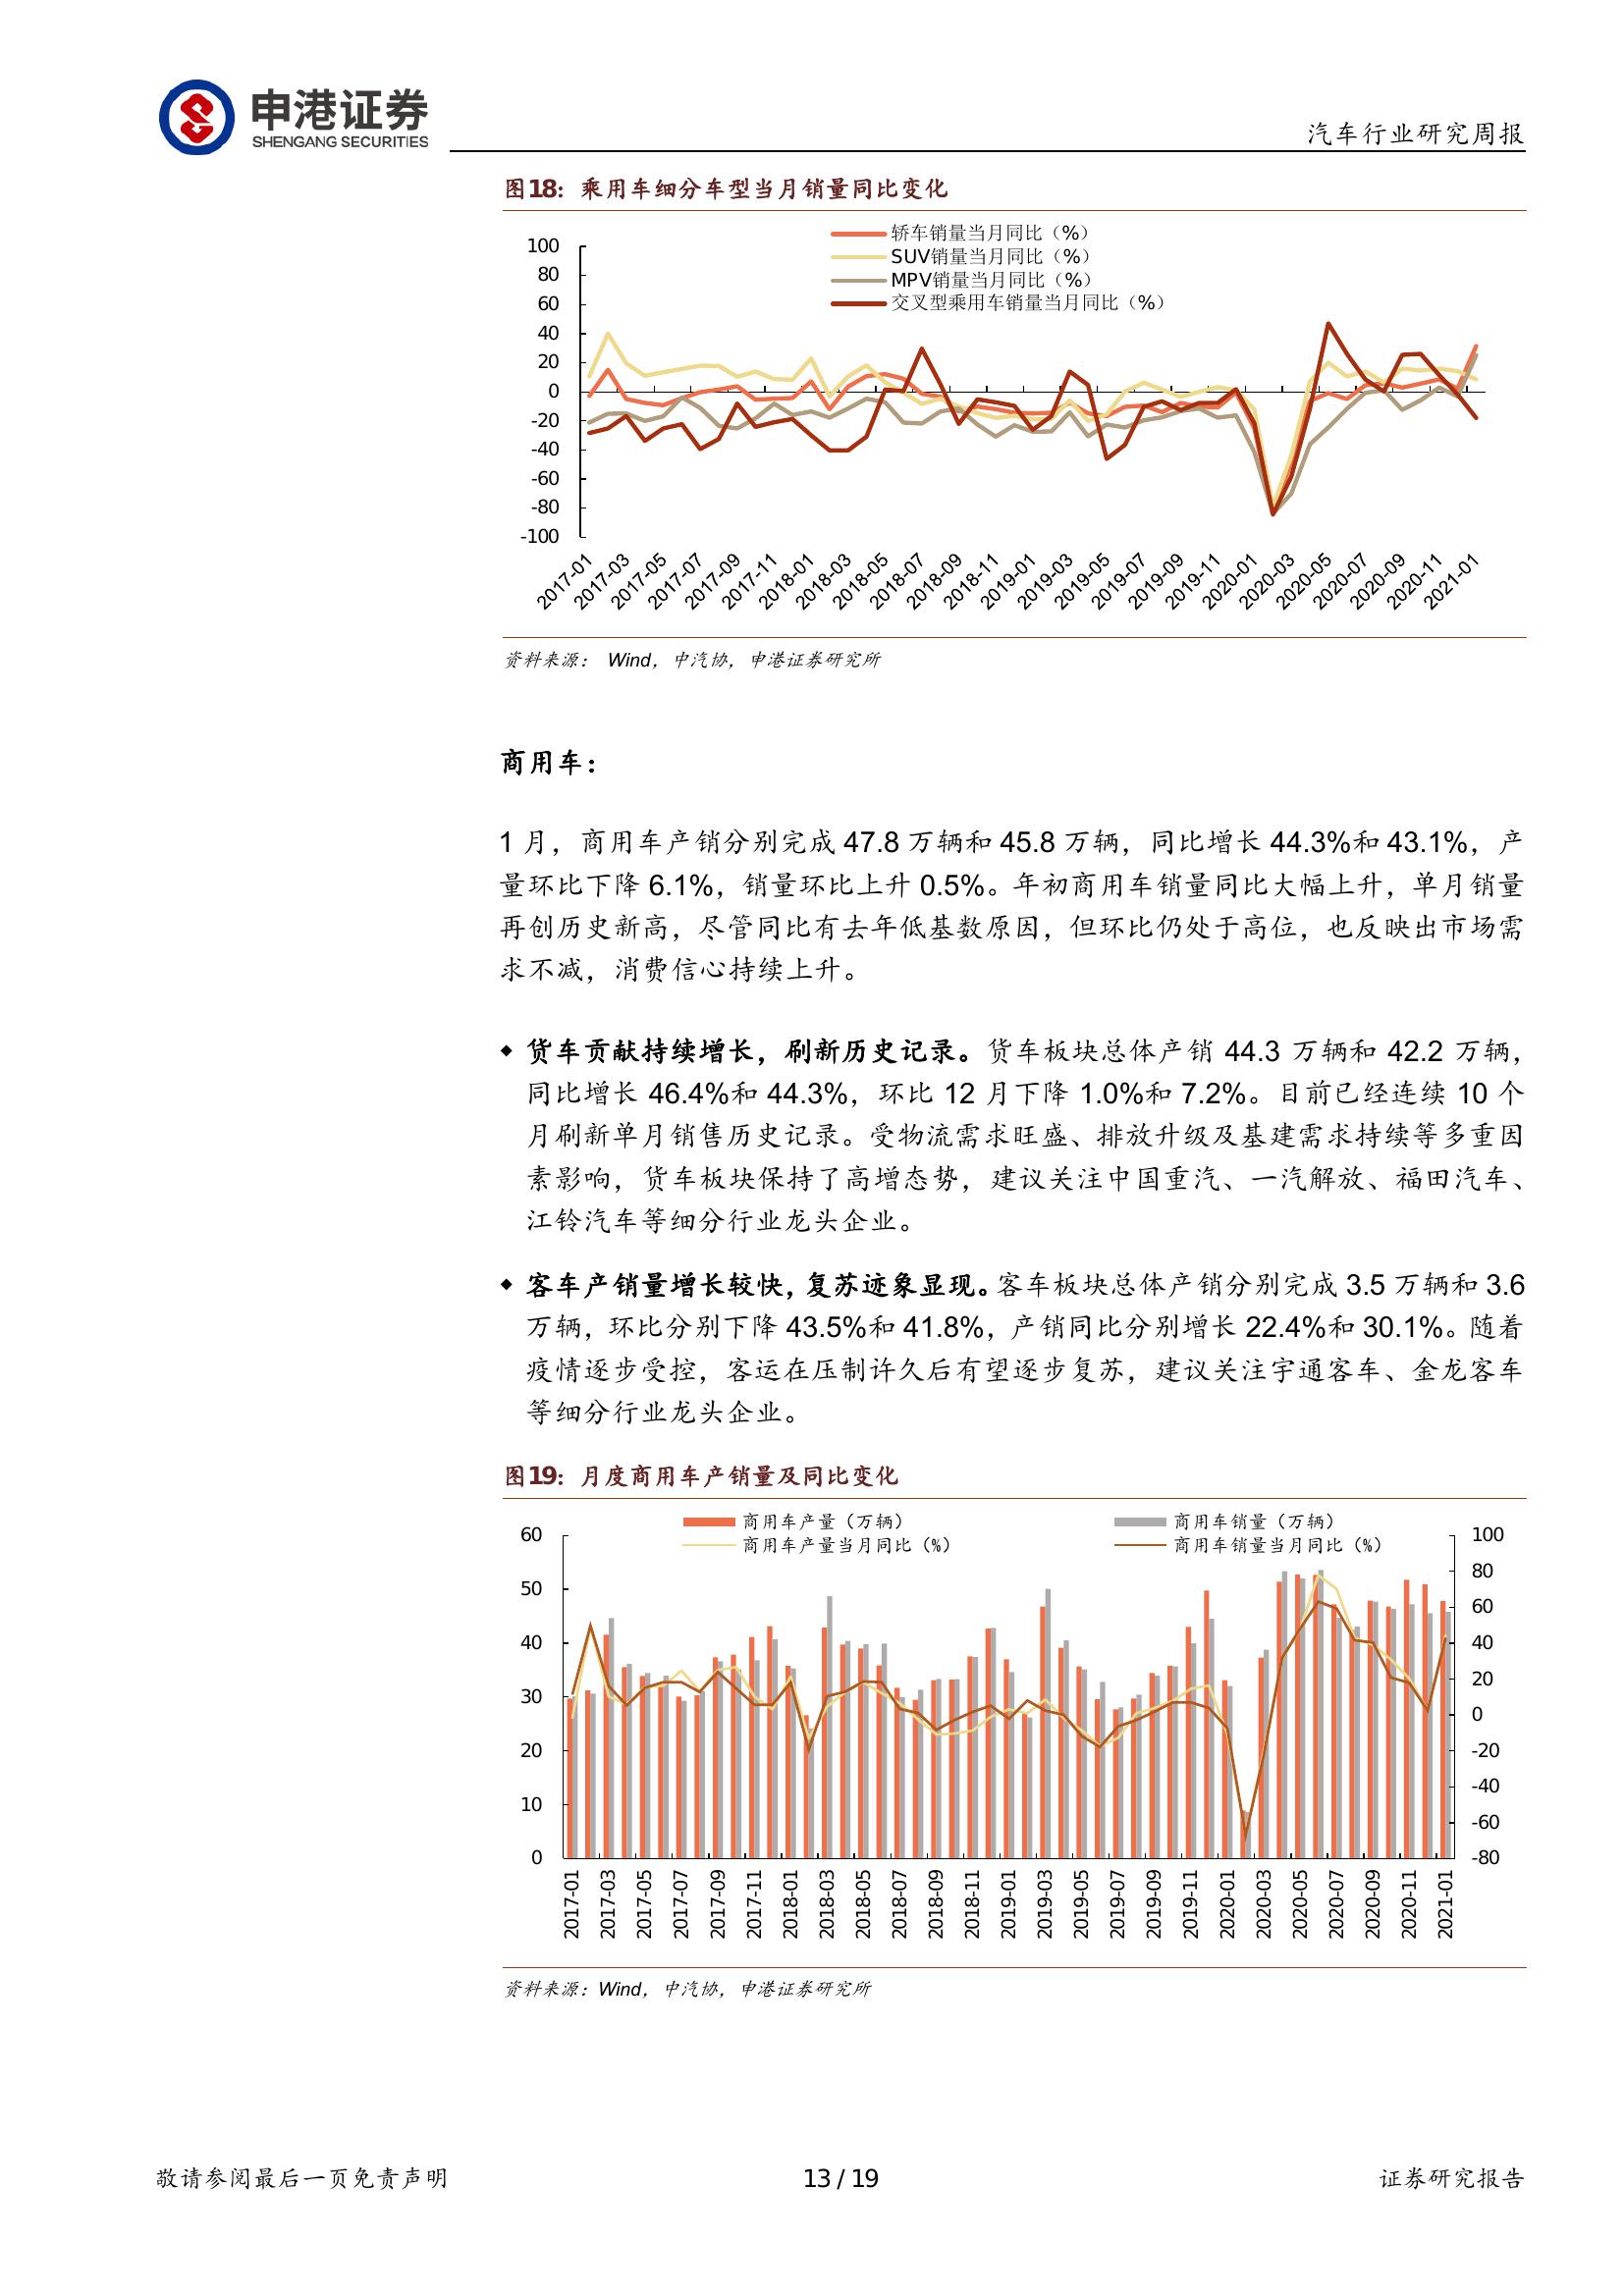 申港证券
SHENGANG SECURITIES
汽车行业研究周报
图18：乘用车细分车型当月销量同比变化
轿车销量当月同比（%）
SUV销量当月同比（%）
MPV销量当月同比（%）
交叉型乘用车销量当月同比（%）
100
80
60
40
20
0
-20
-40
-60
-80
-100
2017-01
2017-03
2017-05
2017-07
2017-09
2017-11
2018-01
2018-03
2018-05
2018-07
2018-09
2018-11
2019-01
2019-03
2019-05
2019-07
2019-09
2019-11
2020-01
2020-03
2020-05
2020-07
2020-09
2020-11
2021-01
资料来源： Wind，中汽协，申港证券研究所
商用车：
1 月，商用车产销分别完成 47.8 万辆和 45.8 万辆，同比增长 44.3%和 43.1%，产
量环比下降 6.1%，销量环比上升 0.5%。年初商用车销量同比大幅上升，单月销量
再创历史新高，尽管同比有去年低基数原因，但环比仍处于高位，也反映出市场需
求不减，消费信心持续上升。
◆ 货车贡献持续增长，刷新历史记录。货车板块总体产销 44.3 万辆和 42.2 万辆，
同比增长 46.4%和 44.3%，环比 12 月下降 1.0%和 7.2%。目前已经连续 10 个
月刷新单月销售历史记录。受物流需求旺盛、排放升级及基建需求持续等多重因
素影响，货车板块保持了高增态势，建议关注中国重汽、一汽解放、福田汽车、
江铃汽车等细分行业龙头企业。
◆ 客车产销量增长较快，复苏迹象显现。客车板块总体产销分别完成 3.5 万辆和 3.6
万辆，环比分别下降 43.5%和 41.8%，产销同比分别增长 22.4%和 30.1%。随着
疫情逐步受控，客运在压制许久后有望逐步复苏，建议关注宇通客车、金龙客车
等细分行业龙头企业。
图19：月度商用车产销量及同比变化
商用车产量（万辆）
商用车销量（万辆）
商用车产量当月同比（%）
商用车销量当月同比（%）
60
50
40
30
20
10
0
100
80
60
40
20
0
-20
-40
-60
-80
2017-01
2017-03
2017-05
2017-07
2017-09
2017-11
2018-01
2018-03
2018-05
2018-07
2018-09
2018-11
2019-01
2019-03
2019-05
2019-07
2019-09
2019-11
2020-01
2020-03
2020-05
2020-07
2020-09
2020-11
2021-01
资料来源：Wind，中汽协，申港证券研究所
敬请参阅最后一页免责声明
13 / 19
证券研究报告